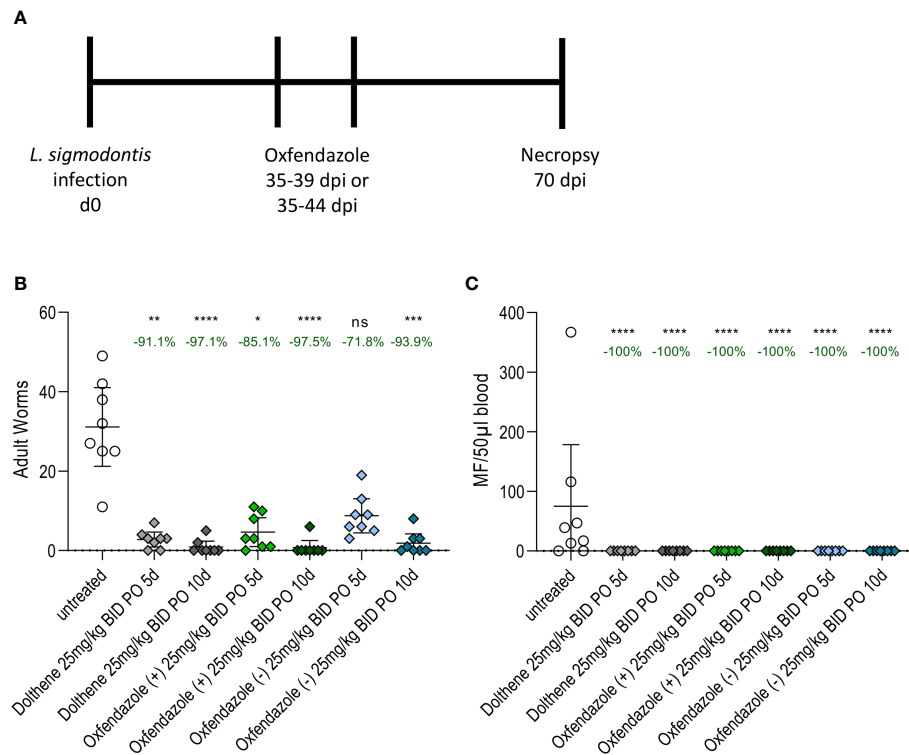 A
L. sigmodontis
infection
d0
Oxfendazole
35-39 dpi or
35-44 dpi
Necropsy
70 dpi
B
Adult Worms
60
40
20
0
** **** * **** ns ***
-91.1% -97.1% -85.1% -97.5% -71.8% -93.9%
untreated
Dolthene 25mg/kg BID PO 5d
Dolthene 25mg/kg BID PO 10d
Oxfendazole (+) 25mg/kg BID PO 5d
Oxfendazole (+) 25mg/kg BID PO 10d
Oxfendazole (-) 25mg/kg BID PO 5d
Oxfendazole (-) 25mg/kg BID PO 10d
C
MF/50µl blood
400
300
200
100
0
**** **** **** **** **** ****
-100% -100% -100% -100% -100% -100%
untreated
Dolthene 25mg/kg BID PO 5d
Dolthene 25mg/kg BID PO 10d
Oxfendazole (+) 25mg/kg BID PO 5d
Oxfendazole (+) 25mg/kg BID PO 10d
Oxfendazole (-) 25mg/kg BID PO 5d
Oxfendazole (-) 25mg/kg BID PO 10d